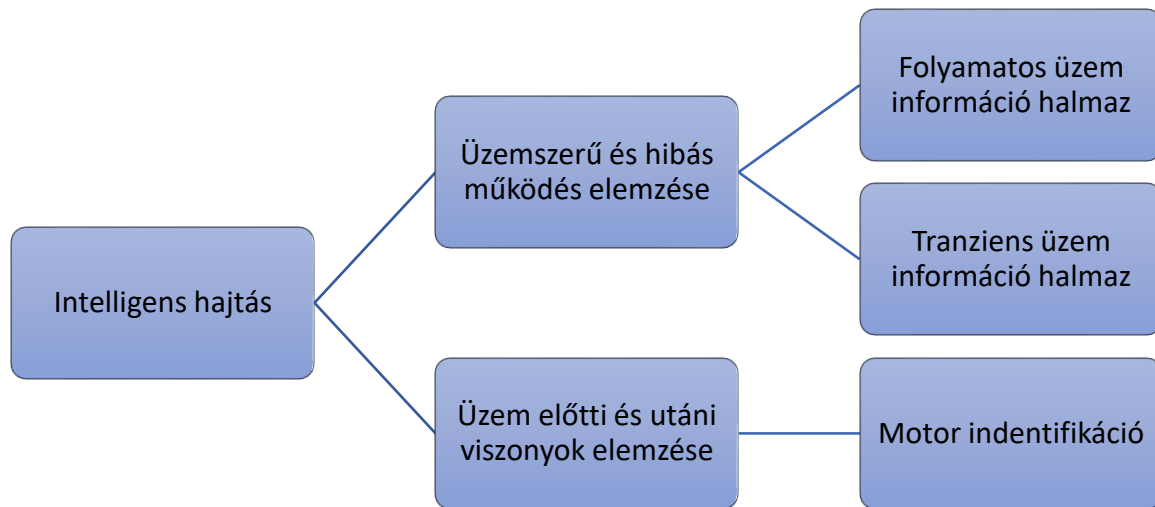 Intelligens hajtás
Üzemszerű és hibás
működés elemzése
Folyamatos üzem
információ halmaz
Tranziens üzem
információ halmaz
Üzem előtti és utáni
viszonyok elemzése
Motor indentifikáció